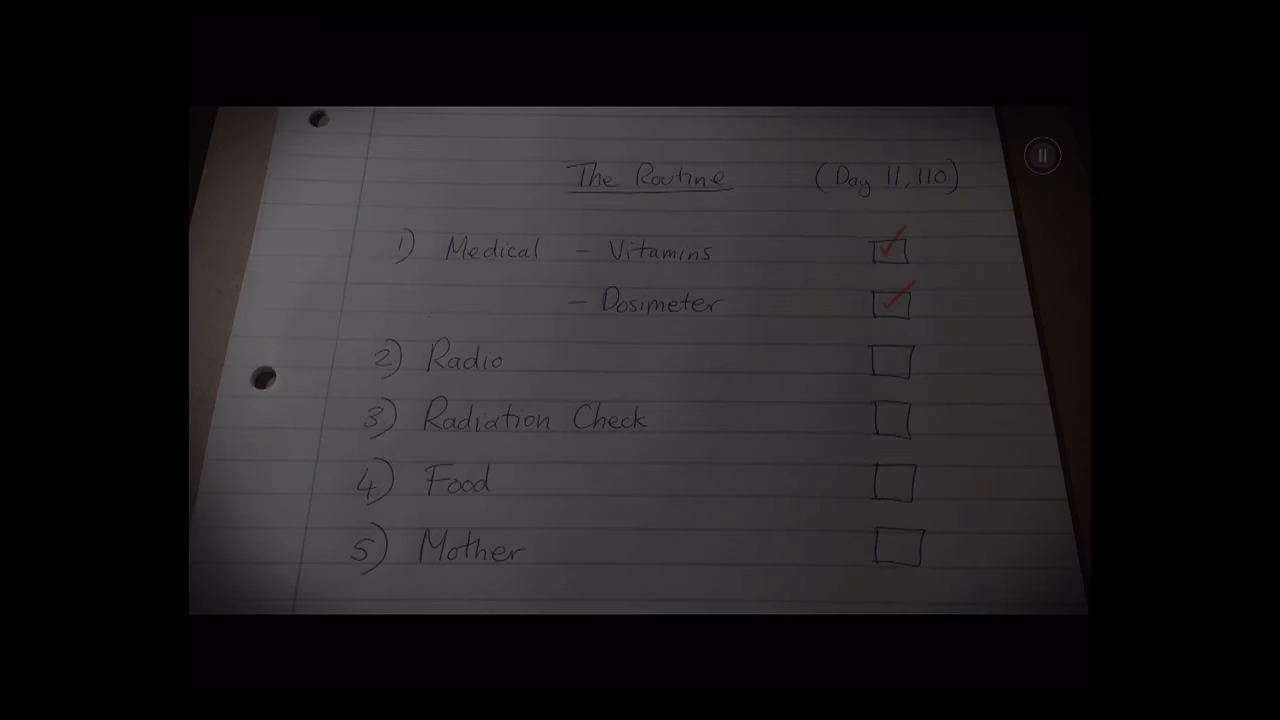 The Routine (Day 11,110)
1) Medical - Vitamins
- Dosimeter
2) Radio
3) Radiation Check
4) Food
5) Mother